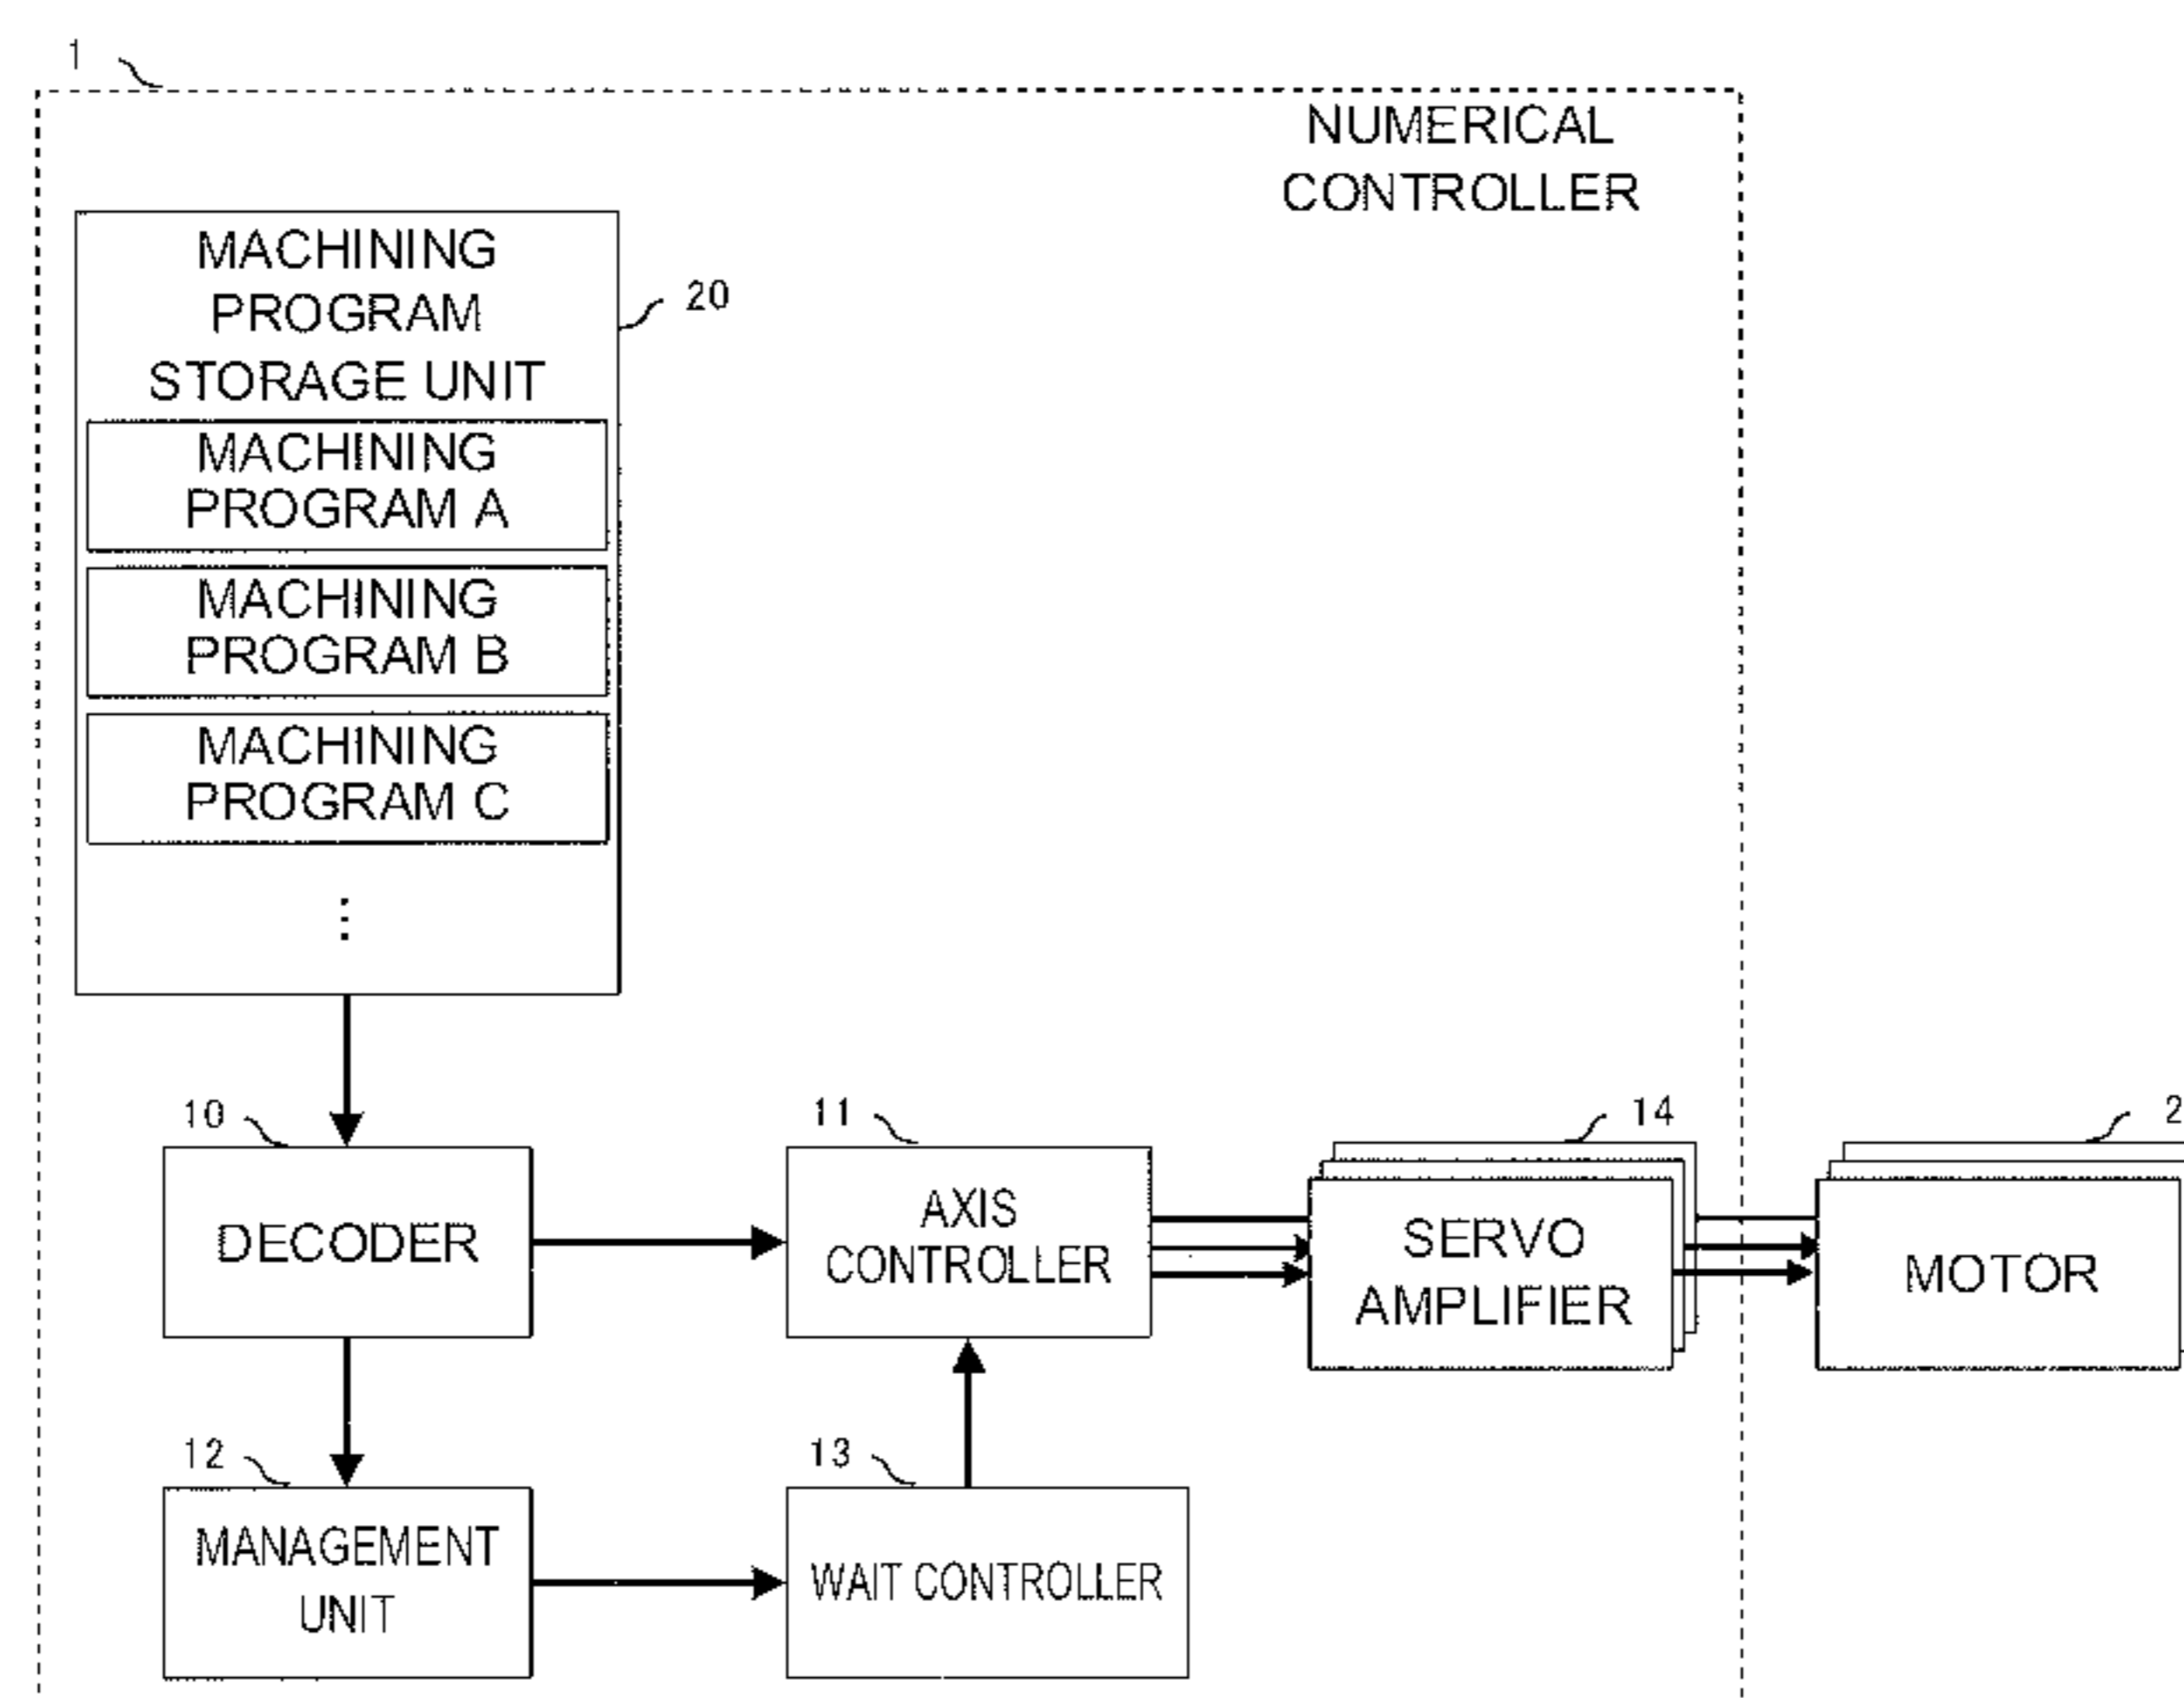 1
NUMERICAL
CONTROLLER
MACHINING
PROGRAM
STORAGE UNIT
20
MACHINING
PROGRAM A
MACHINING
PROGRAM B
MACHINING
PROGRAM C
10
11
14
2
DECODER
AXIS
CONTROLLER
SERVO
AMPLIFIER
MOTOR
12
13
MANAGEMENT
UNIT
WAIT CONTROLLER